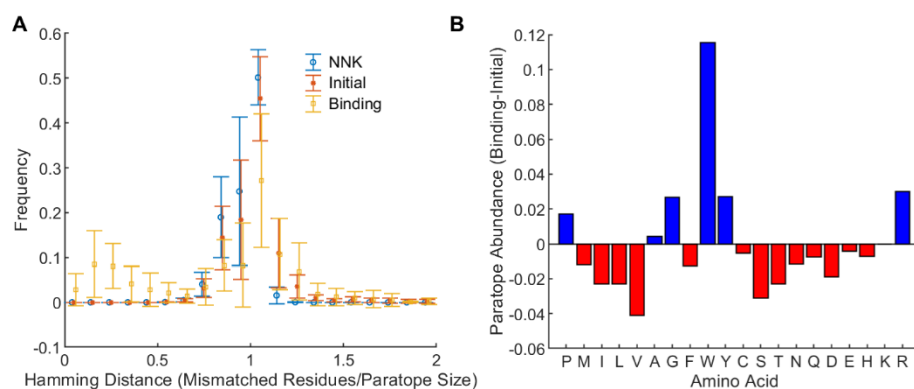 A
0.6
0.5
0.4
0.3
0.2
0.1
0
-0.1
Frequency
NNK
Initial
Binding
0 0.5 1 1.5 2
Hamming Distance (Mismatched Residues/Paratope Size)
B
0.12
0.1
0.08
0.06
0.04
0.02
0
-0.02
-0.04
-0.06
Paratope Abundance (Binding-Initial)
P M I L V A G F W Y C S T N Q D E H K R
Amino Acid